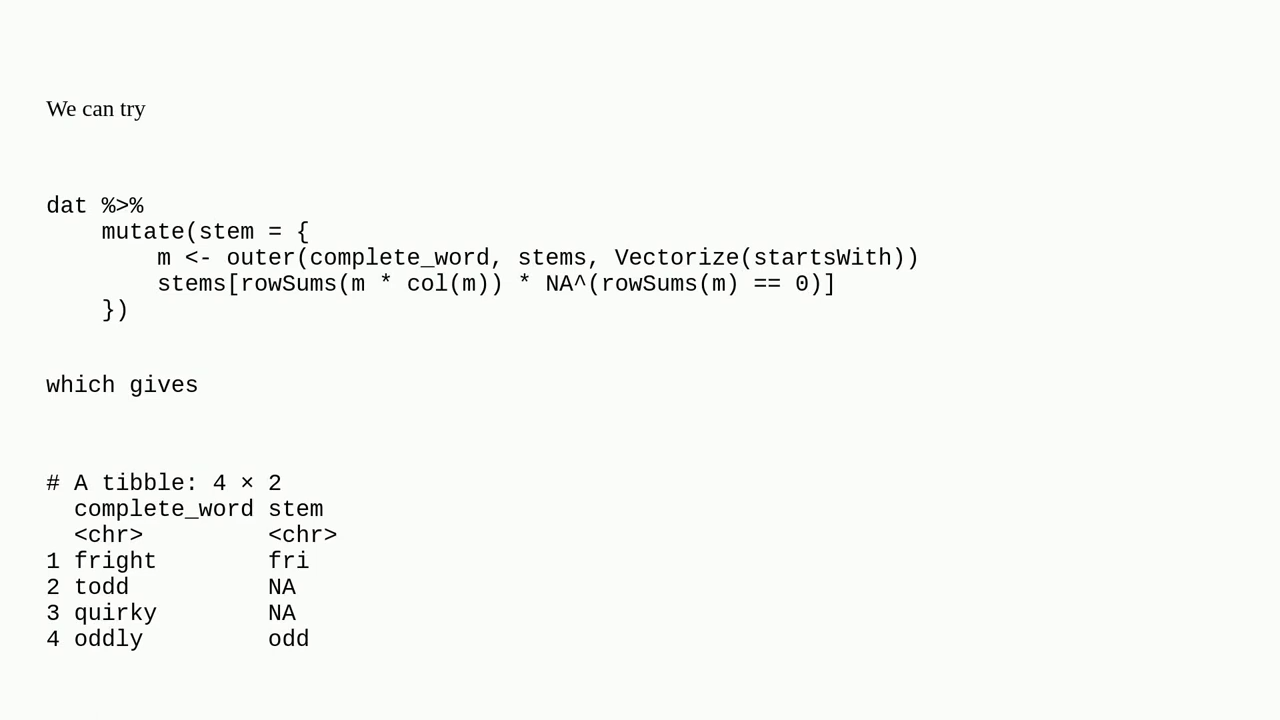 We can try
dat %>%
    mutate(stem = {
        m <- outer(complete_word, stems, Vectorize(startsWith))
        stems[rowSums(m * col(m)) * NA^(rowSums(m) == 0)]
    })
which gives
# A tibble: 4 × 2
  complete_word stem
  <chr>         <chr>
1 fright        fri
2 todd          NA
3 quirky        NA
4 oddly         odd